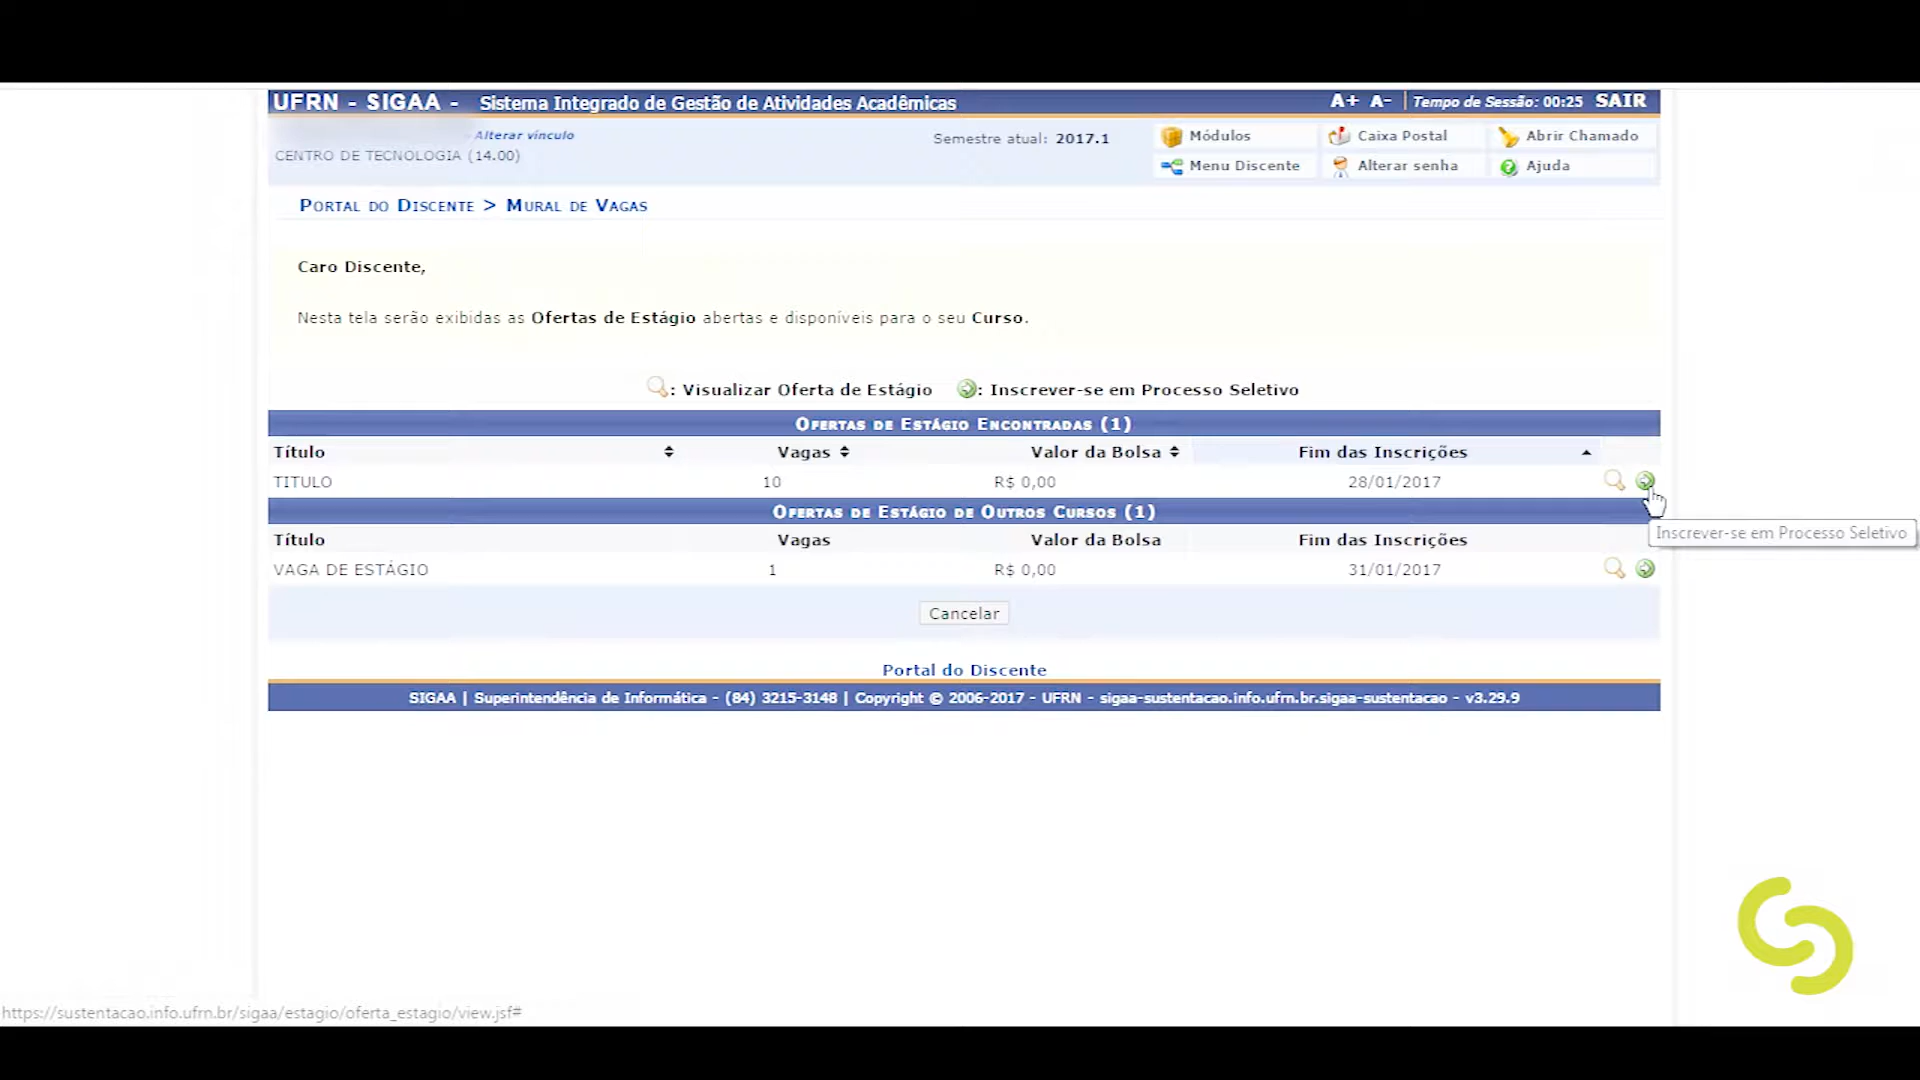 UFRN - SIGAA - Sistema Integrado de Gestão de Atividades Acadêmicas A+ A- Tempo de Sessão: 00:25 SAIR
Alterar vínculo
CENTRO DE TECNOLOGIA (14.00)
Semestre atual: 2017.1
Módulos Caixa Postal Abrir Chamado
Menu Discente Alterar senha Ajuda
PORTAL DO DISCENTE > MURAL DE VAGAS
Caro Discente,
Nesta tela serão exibidas as Ofertas de Estágio abertas e disponíveis para o seu Curso.
: Visualizar Oferta de Estágio : Inscrever-se em Processo Seletivo
OFERTAS DE ESTÁGIO ENCONTRADAS (1)
Título Vagas Valor da Bolsa Fim das Inscrições
TITULO 10 R$ 0,00 28/01/2017
OFERTAS DE ESTÁGIO DE OUTROS CURSOS (1)
Inscrever-se em Processo Seletivo
Título Vagas Valor da Bolsa Fim das Inscrições
VAGA DE ESTÁGIO 1 R$ 0,00 31/01/2017
Cancelar
Portal do Discente
SIGAA | Superintendência de Informática - (84) 3215-3148 | Copyright © 2006-2017 - UFRN - sigaa-sustentacao.info.ufrn.br.sigaa-sustentacao - v3.29.9
https://sustentacao.info.ufrn.br/sigaa/estagio/oferta_estagio/view.jsf#